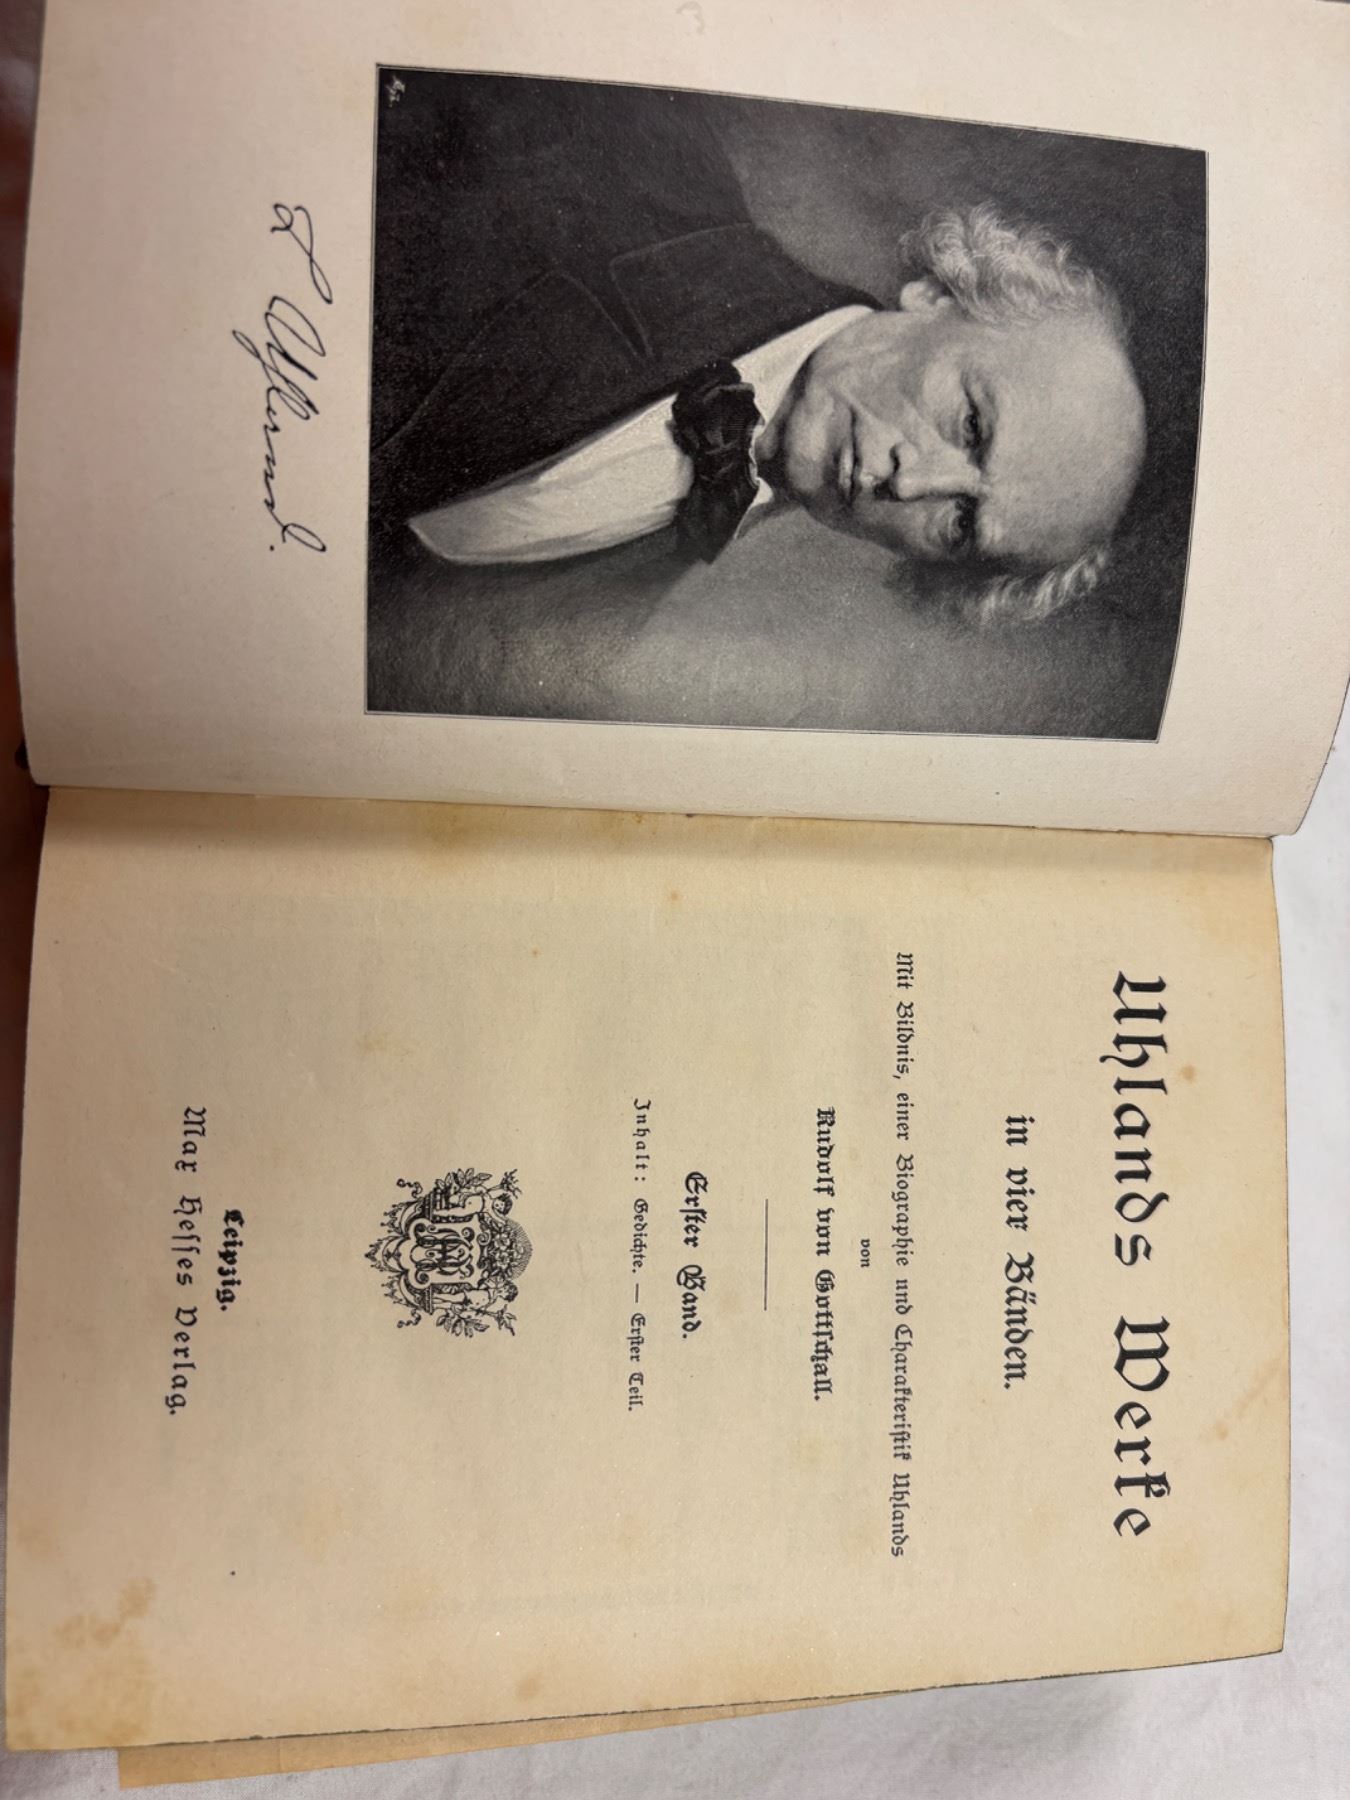 L Uhland.
Uhlands Werke
in vier Bänden.
Mit Bildnis, einer Biographie und Charakteristik Uhlands
von
Rudolf von Gottschall.
Erster Band.
Inhalt: Gedichte. — Erster Teil.
Leipzig.
Max Hesses Verlag.